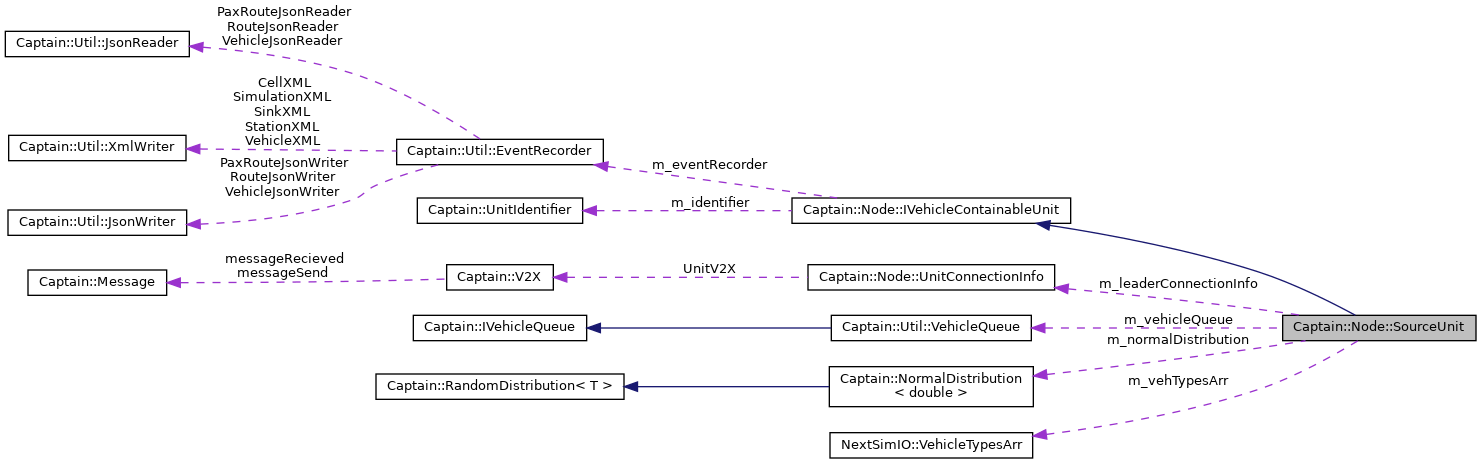 PaxRouteJsonReader
RouteJsonReader
VehicleJsonReader
Captain::Util::JsonReader
CellXML
SimulationXML
SinkXML
StationXML
VehicleXML
Captain::Util::XmlWriter
Captain::Util::EventRecorder
PaxRouteJsonWriter
RouteJsonWriter
VehicleJsonWriter
m_eventRecorder
Captain::Util::JsonWriter
Captain::UnitIdentifier
m_identifier
Captain::Node::IVehicleContainableUnit
messageRecieved
messageSend
Captain::Message
Captain::V2X
UnitV2X
Captain::Node::UnitConnectionInfo
m_leaderConnectionInfo
Captain::IVehicleQueue
Captain::Util::VehicleQueue
m_vehicleQueue
Captain::Node::SourceUnit
m_normalDistribution
Captain::RandomDistribution< T >
Captain::NormalDistribution
< double >
m_vehTypesArr
NextSimIO::VehicleTypesArr